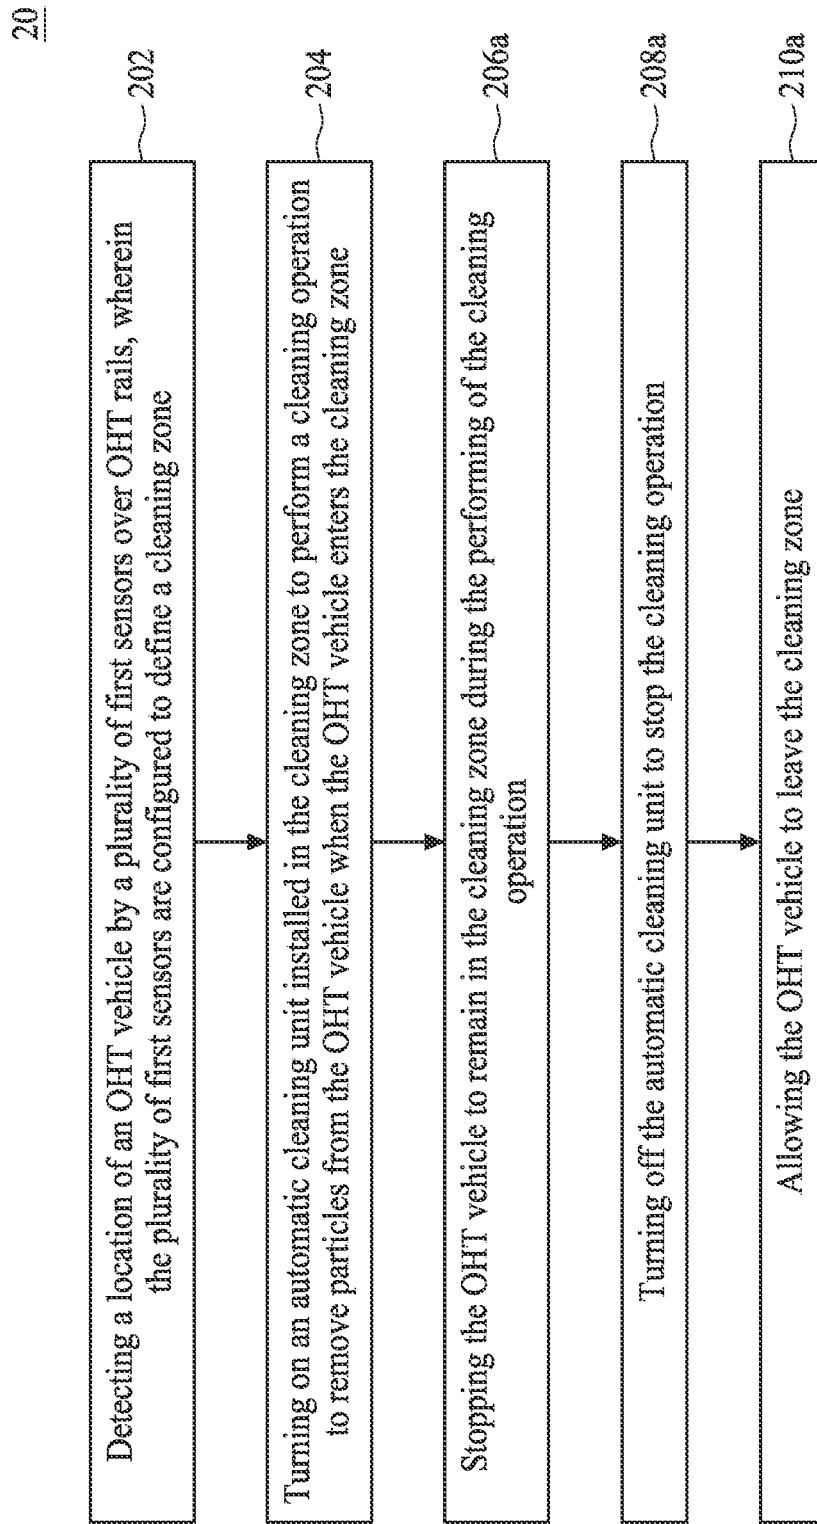 20
Detecting a location of an OHT vehicle by a plurality of first sensors over OHT rails, wherein
the plurality of first sensors are configured to define a cleaning zone
202
Turning on an automatic cleaning unit installed in the cleaning zone to perform a cleaning operation
to remove particles from the OHT vehicle when the OHT vehicle enters the cleaning zone
204
Stopping the OHT vehicle to remain in the cleaning zone during the performing of the cleaning
operation
206a
Turning off the automatic cleaning unit to stop the cleaning operation
208a
Allowing the OHT vehicle to leave the cleaning zone
210a